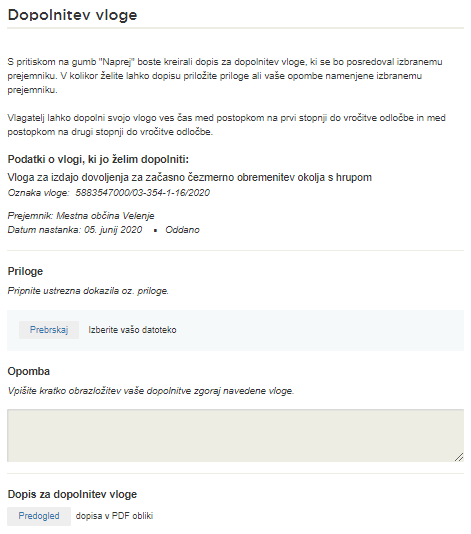 Dopolnitev vloge
S pritiskom na gumb "Naprej" boste kreirali dopis za dopolnitev vloge, ki se bo posredoval izbranemu
prejemniku. V kolikor želite lahko dopisu priložite priloge ali vaše opombe namenjene izbranemu
prejemniku.
Vlagatelj lahko dopolni svojo vlogo ves čas med postopkom na prvi stopnji do vročitve odločbe in med
postopkom na drugi stopnji do vročitve odločbe.
Podatki o vlogi, ki jo želim dopolniti:
Vloga za izdajo dovoljenja za začasno čezmerno obremenitev okolja s hrupom
Oznaka vloge: 5883547000/03-354-1-16/2020
Prejemnik: Mestna občina Velenje
Datum nastanka: 05. junij 2020 • Oddano
Priloge
Pripnite ustrezna dokazila oz. priloge.
Prebrskaj Izberite vašo datoteko
Opomba
Vpišite kratko obrazložitev vaše dopolnitve zgoraj navedene vloge.
Dopis za dopolnitev vloge
Predogled dopisa v PDF obliki